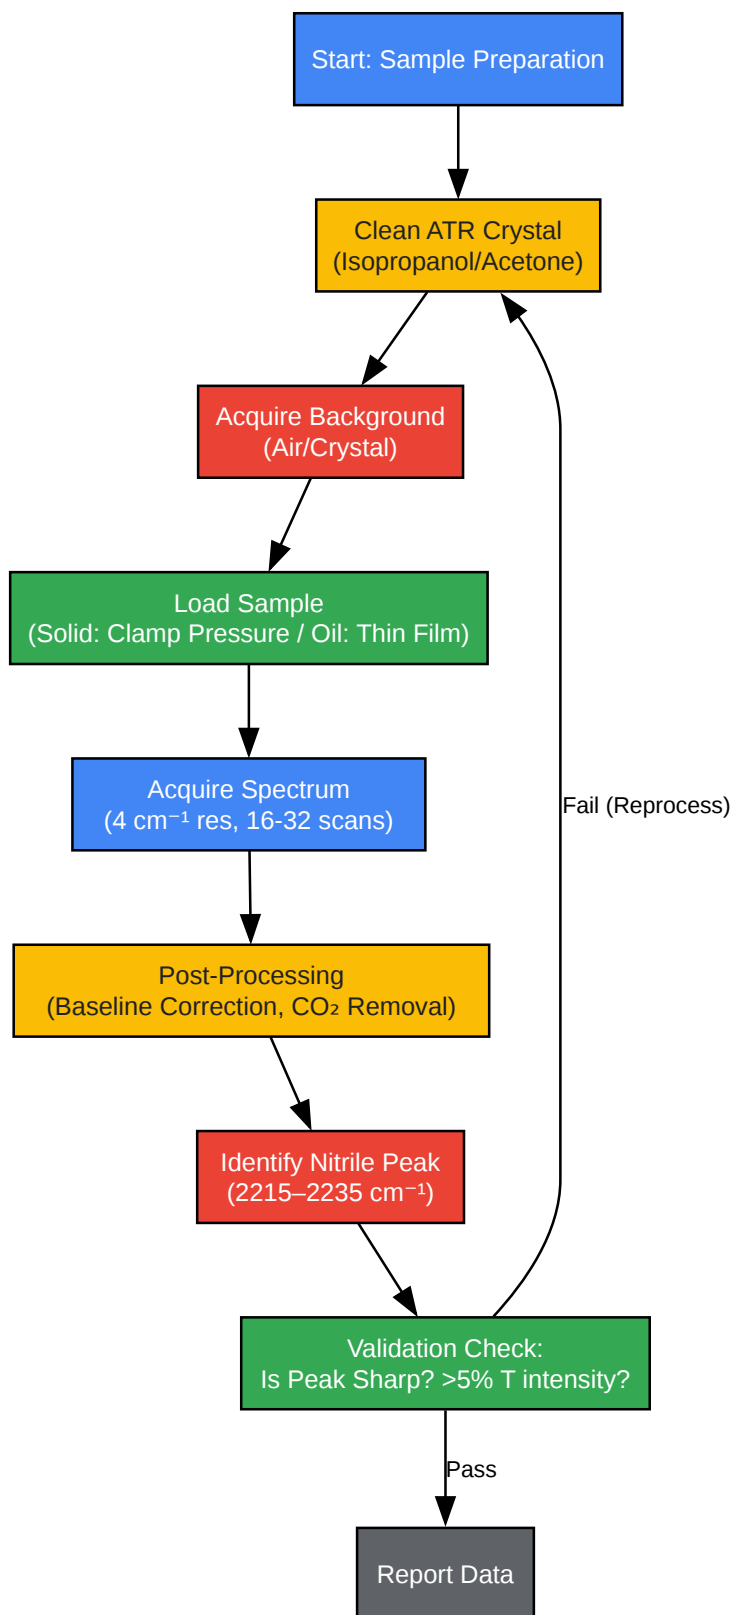 Start: Sample Preparation
Clean ATR Crystal
(Isopropanol/Acetone)
Acquire Background
(Air/Crystal)
Load Sample
(Solid: Clamp Pressure / Oil: Thin Film)
Acquire Spectrum
(4 cm⁻¹ res, 16-32 scans)
Fail (Reprocess)
Post-Processing
(Baseline Correction, CO₂ Removal)
Identify Nitrile Peak
(2215–2235 cm⁻¹)
Validation Check:
Is Peak Sharp? >5% T intensity?
Pass
Report Data